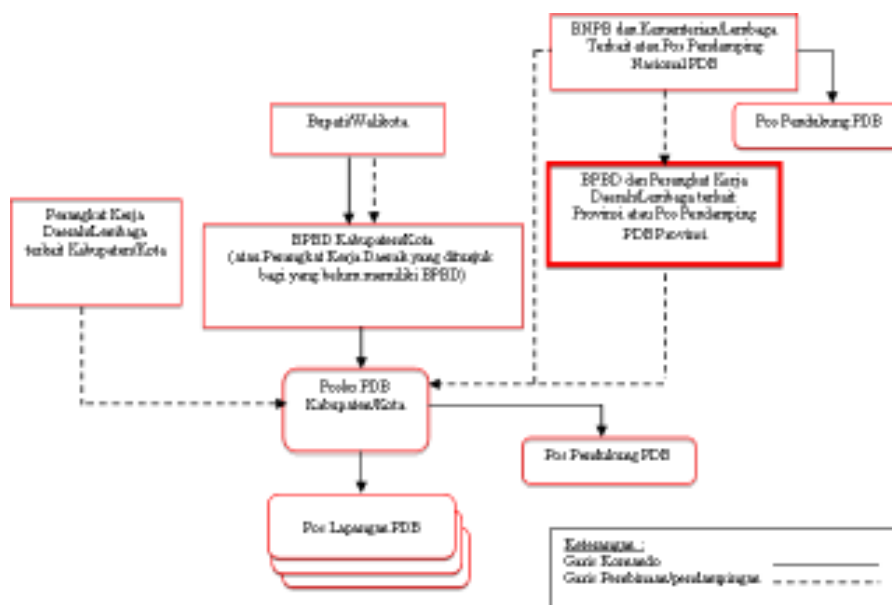 BNPB dan Kementerian/Lembaga
Terkait atau Pos Pendamping
Nasional PDB
Pos Pendukung PDB
Bupati/Walikota
BPBD dan Perangkat Kerja
Daerah/Lembaga terkait
Provinsi atau Pos Pendamping
PDB Provinsi
Perangkat Kerja
Daerah/Lembaga
terkait Kabupaten/Kota
BPBD Kabupaten/Kota
(atau Perangkat Kerja Daerah yang ditunjuk
bagi yang belum memiliki BPBD)
Posko PDB
Kabupaten/Kota
Pos Pendukung PDB
Pos Lapangan PDB
Keterangan :
Garis Komando
Garis Pembinaan/pendampingan